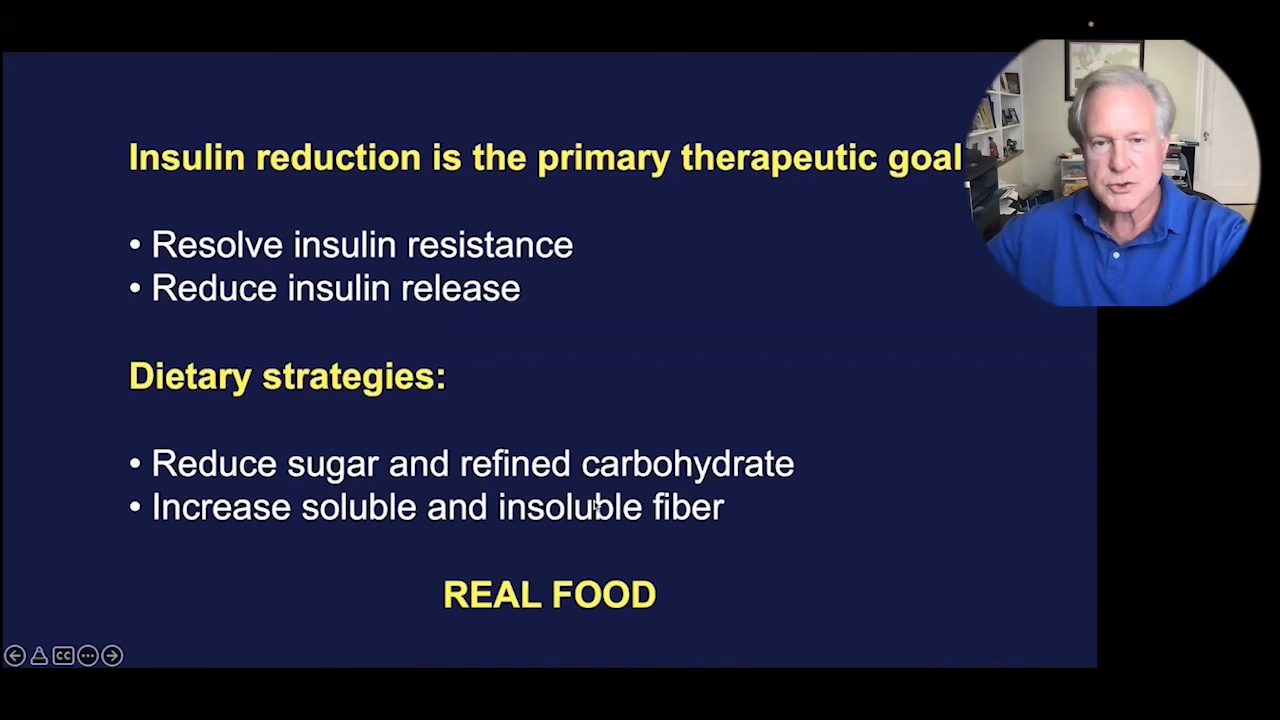 Insulin reduction is the primary therapeutic goal
• Resolve insulin resistance
• Reduce insulin release
Dietary strategies:
• Reduce sugar and refined carbohydrate
• Increase soluble and insoluble fiber
REAL FOOD
CC